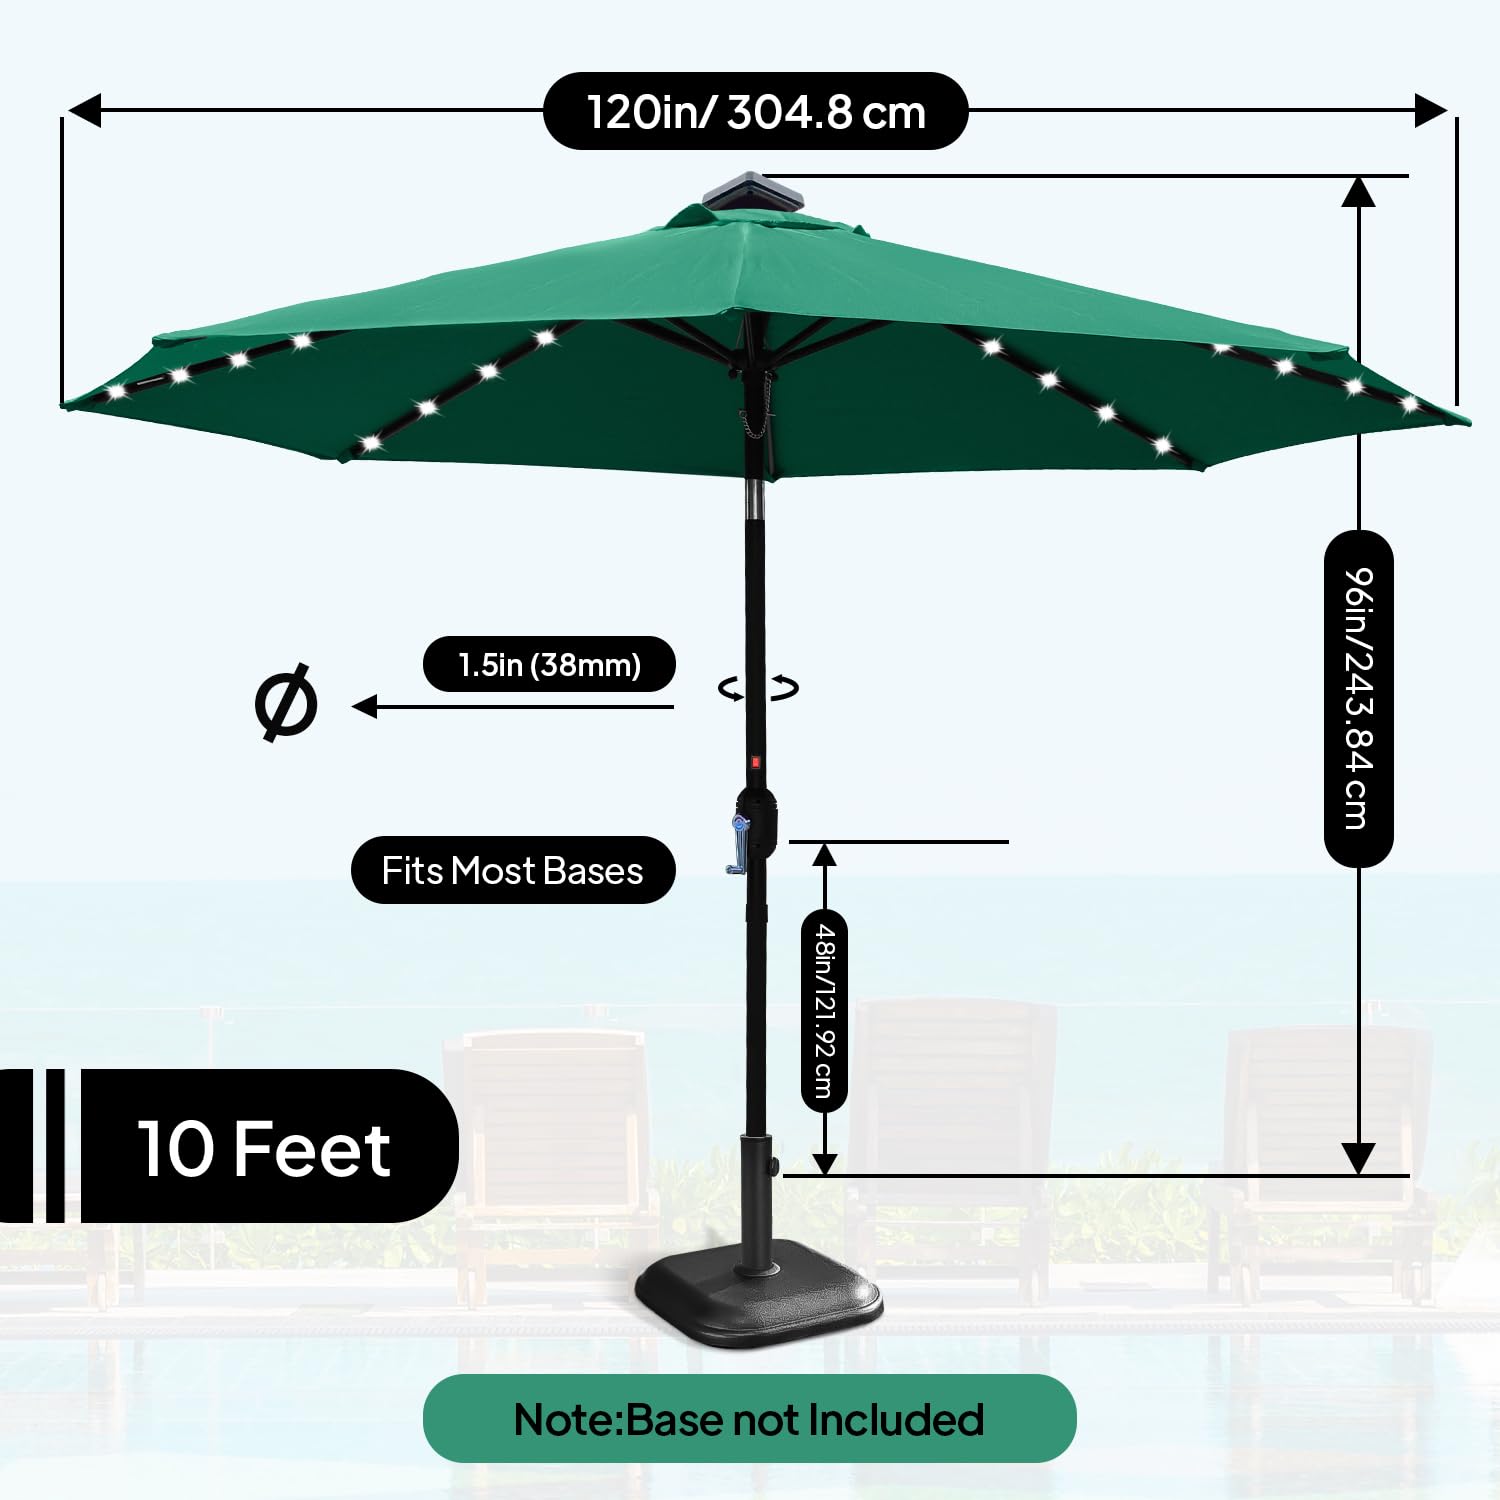 120in/ 304.8 cm
96in/243.84 cm
1.5in (38mm)
Fits Most Bases
48in/121.92 cm
10 Feet
Note:Base not Included